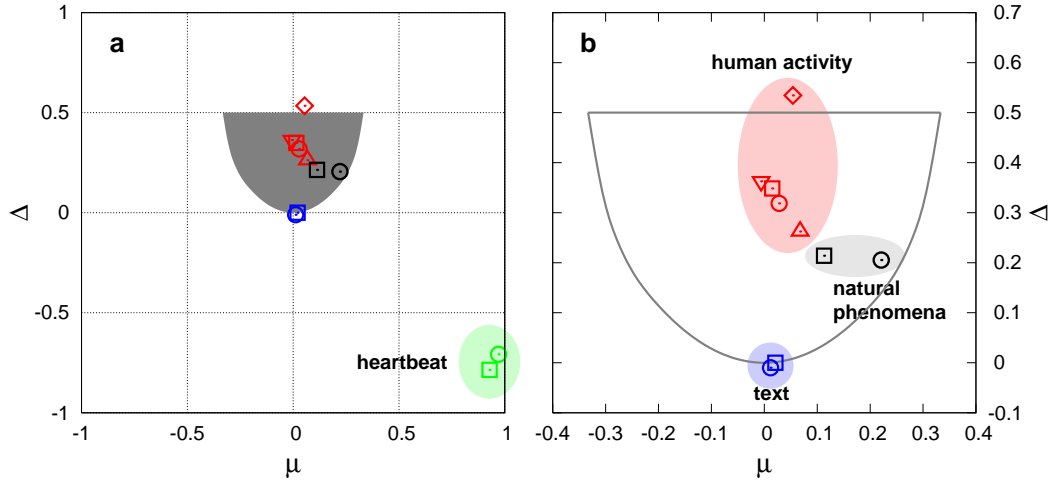 a
1
0.5
0
-0.5
-1
Δ
heartbeat
-1
-0.5
0
0.5
1
μ
b
human activity
natural
phenomena
text
0.7
0.6
0.5
0.4
0.3
0.2
0.1
0
-0.1
Δ
-0.4
-0.3
-0.2
-0.1
0
0.1
0.2
0.3
0.4
μ